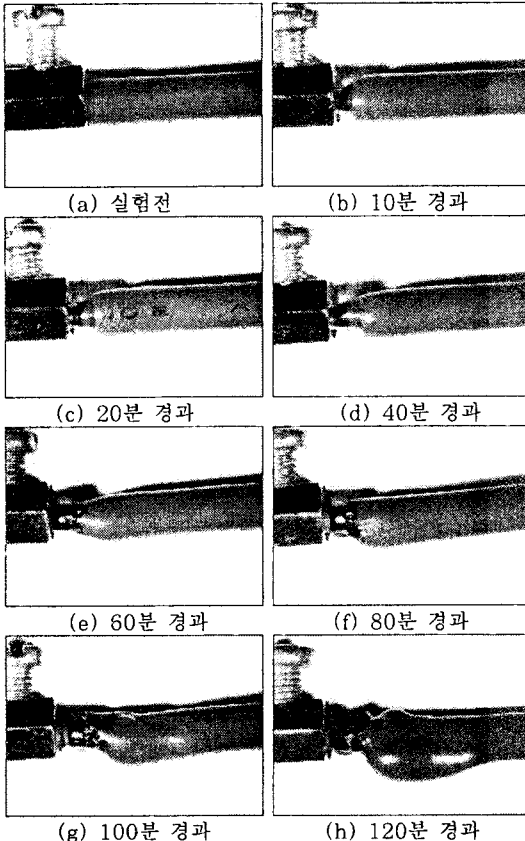 (a) 실험전
(b) 10분 경과
(c) 20분 경과
(d) 40분 경과
(e) 60분 경과
(f) 80분 경과
(g) 100분 경과
(h) 120분 경과